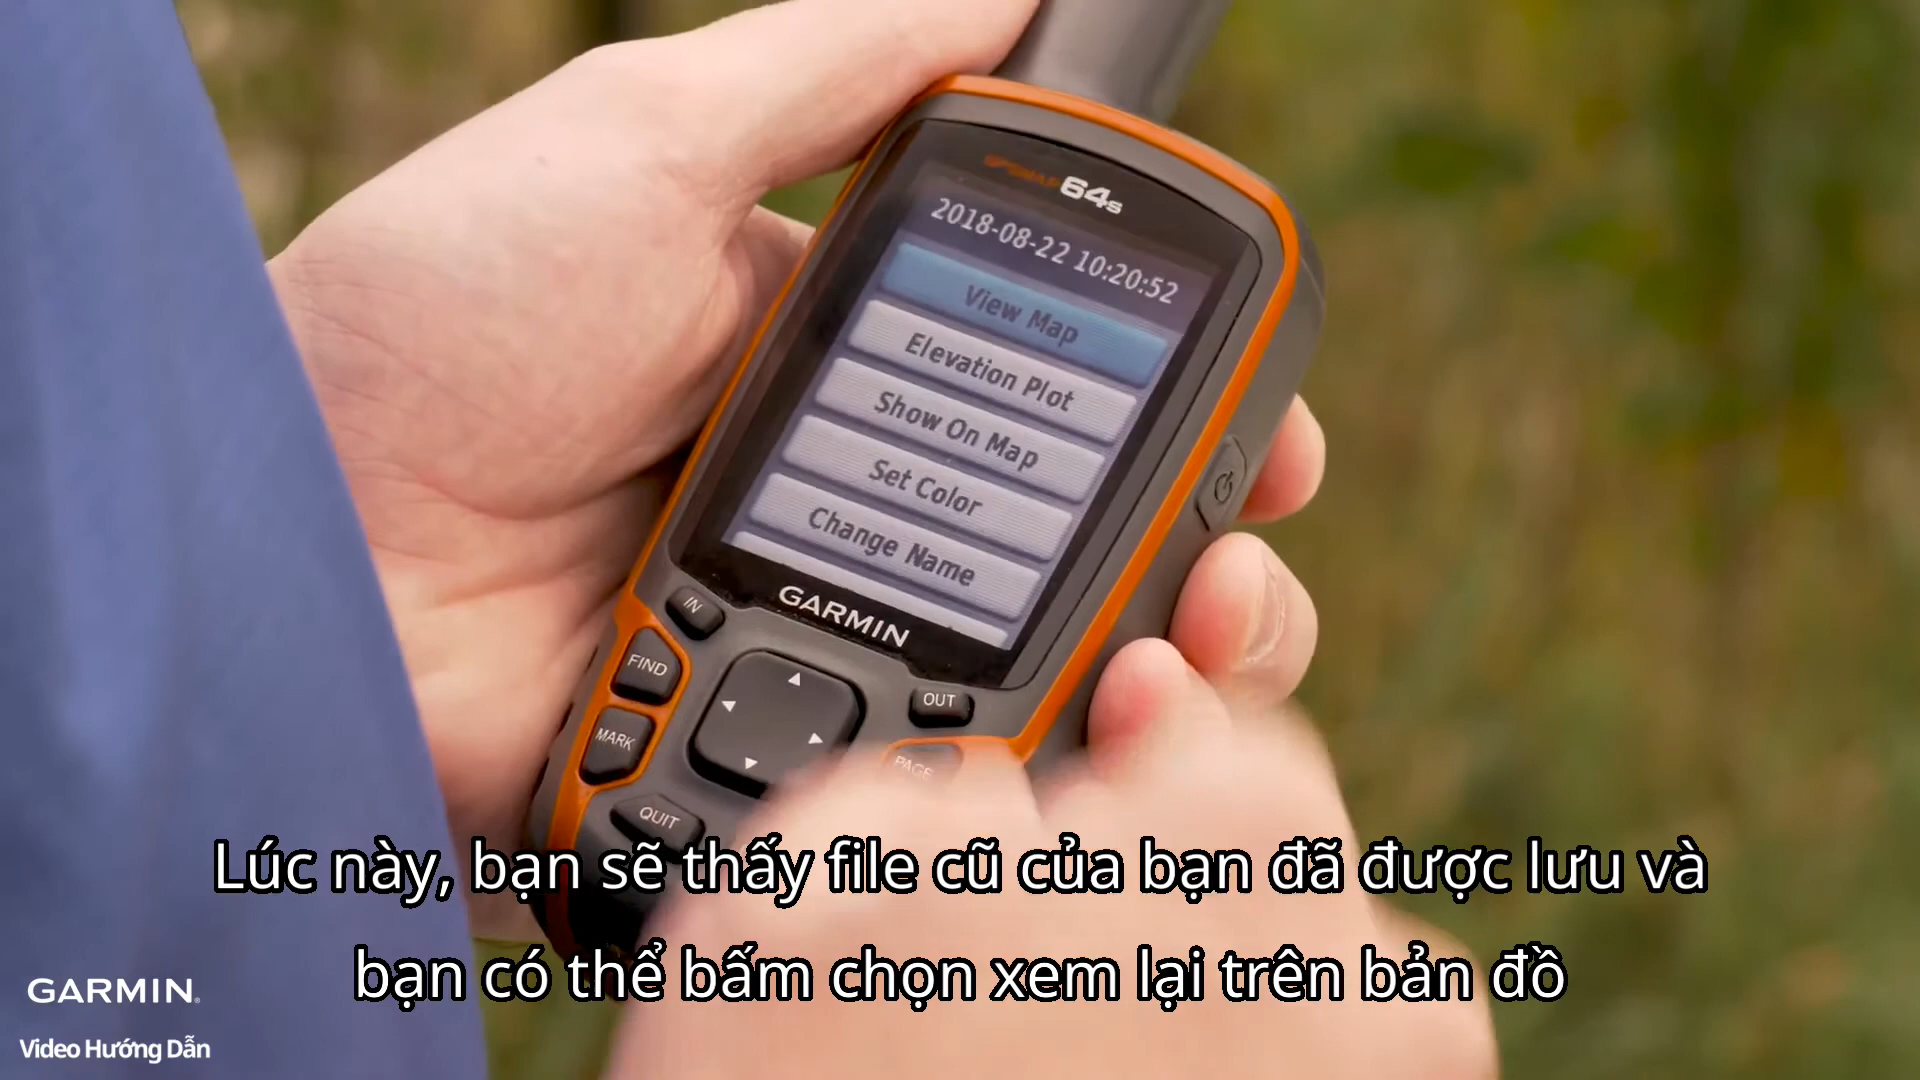 GPSMAP 64s
2018-08-22 10:20:52
View Map
Elevation Plot
Show On Map
Set Color
Change Name
GARMIN
IN
FIND
OUT
MARK
PAGE
QUIT
Lúc này, bạn sẽ thấy file cũ của bạn đã được lưu và
bạn có thể bấm chọn xem lại trên bản đồ
GARMIN
Video Hướng Dẫn